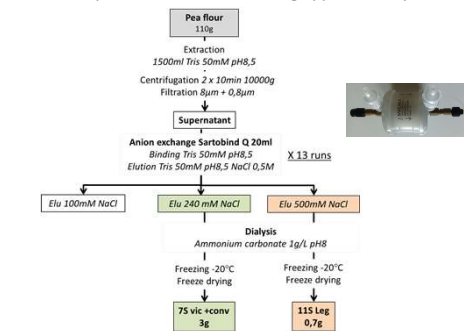 Pea flour
110g
Extraction
1500ml Tris 50mM pH8,5
Centrifugation 2 x 10min 10000g
Filtration 8µm + 0,8µm
Supernatant
Anion exchange Sartobind Q 20ml
Binding Tris 50mM pH8,5
Elution Tris 50mM pH8,5 NaCl 0,5M
X 13 runs
Elu 100mM NaCl
Elu 240 mM NaCl
Elu 500mM NaCl
Dialysis
Ammonium carbonate 1g/L pH8
Freezing -20°C
Freeze drying
Freezing -20°C
Freeze drying
7S vic +conv
3g
11S Leg
0,7g